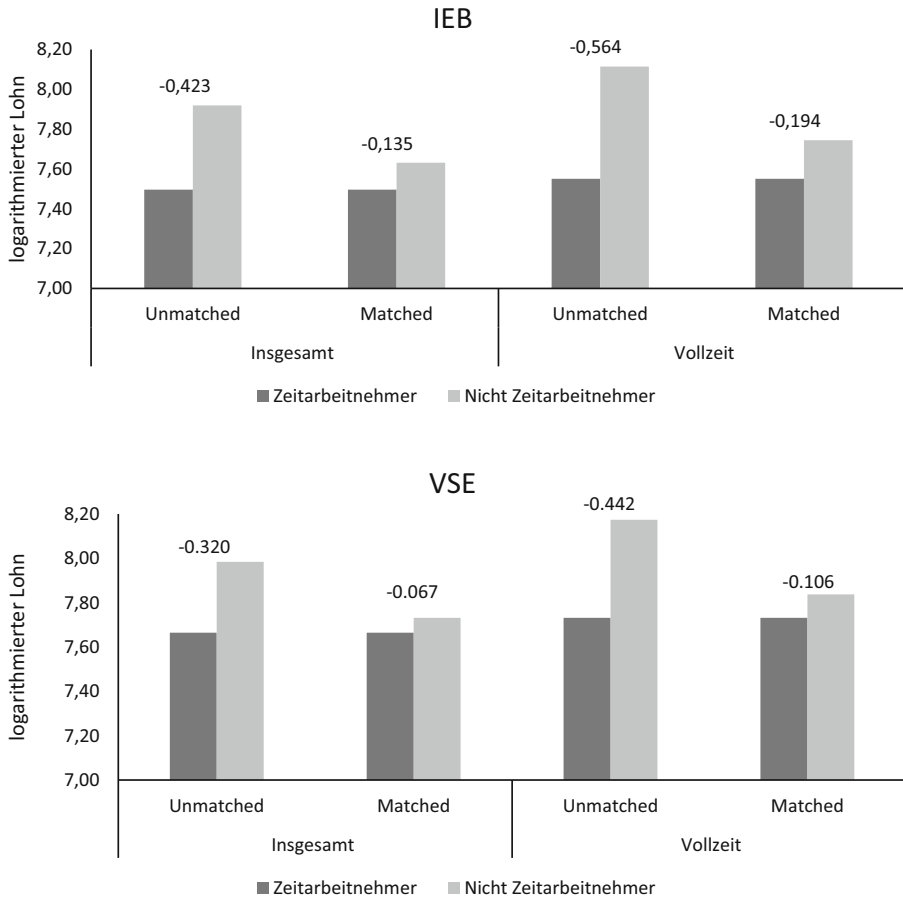 IEB
logarithmierter Lohn
8,20
8,00
7,80
7,60
7,40
7,20
7,00
-0,423
-0,135
-0,564
-0,194
Unmatched Matched Unmatched Matched
Insgesamt Vollzeit
Zeitarbeitnehmer Nicht Zeitarbeitnehmer
VSE
logarithmierter Lohn
8,20
8,00
7,80
7,60
7,40
7,20
7,00
-0.320
-0.067
-0.442
-0.106
Unmatched Matched Unmatched Matched
Insgesamt Vollzeit
Zeitarbeitnehmer Nicht Zeitarbeitnehmer